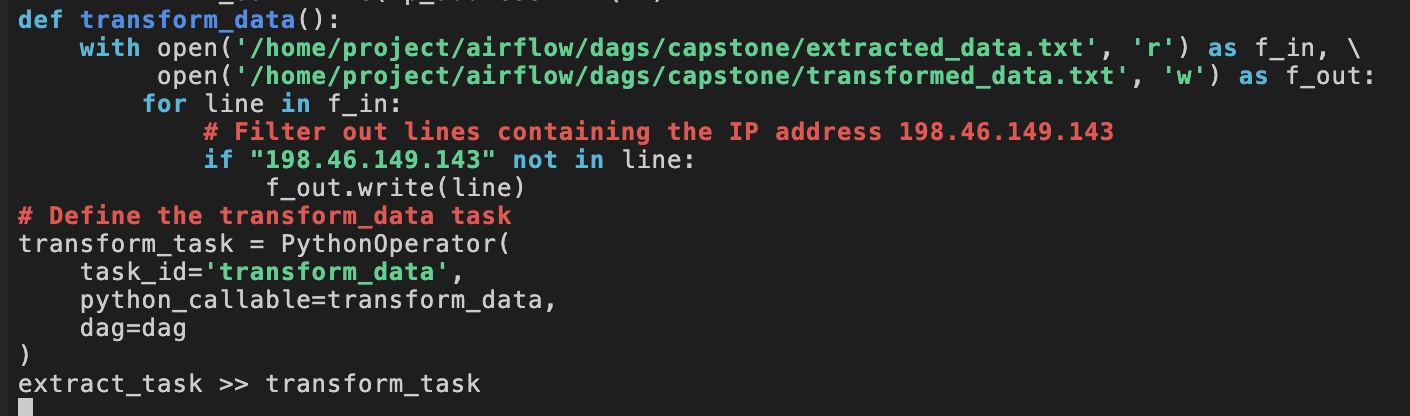 def transform_data():
    with open('/home/project/airflow/dags/capstone/extracted_data.txt', 'r') as f_in, \
         open('/home/project/airflow/dags/capstone/transformed_data.txt', 'w') as f_out:
        for line in f_in:
            # Filter out lines containing the IP address 198.46.149.143
            if "198.46.149.143" not in line:
                f_out.write(line)
# Define the transform_data task
transform_task = PythonOperator(
    task_id='transform_data',
    python_callable=transform_data,
    dag=dag
)
extract_task >> transform_task